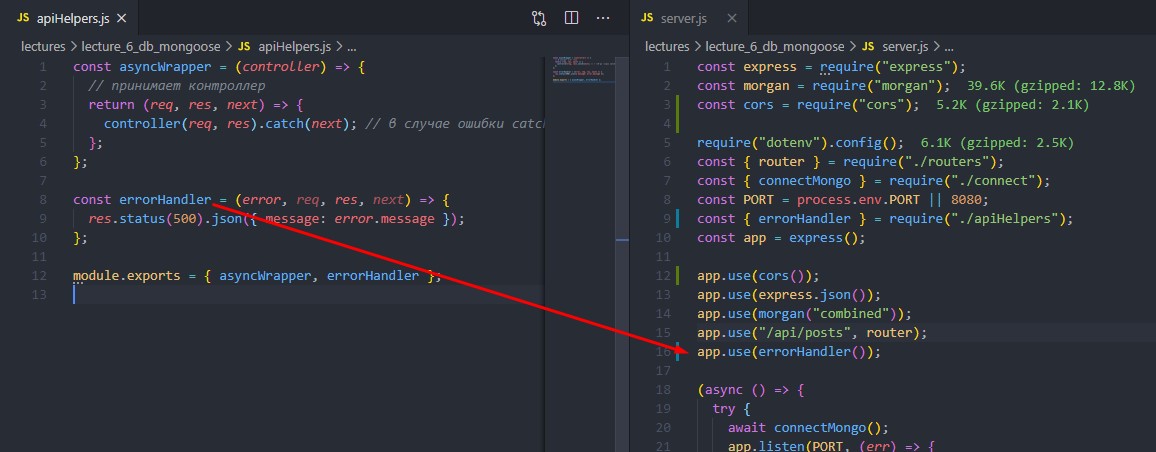 JS apiHelpers.js ×
lectures > lecture_6_db_mongoose > JS apiHelpers.js > ...
1 const asyncWrapper = (controller) => {
2 // принимает контроллер
3 return (req, res, next) => {
4 controller(req, res).catch(next); // в случае ошибки catc
5 };
6 };
7
8 const errorHandler = (error, req, res, next) => {
9 res.status(500).json({ message: error.message });
10 };
11
12 module.exports = { asyncWrapper, errorHandler };
13
JS server.js ×
lectures > lecture_6_db_mongoose > JS server.js > ...
1 const express = require("express");
2 const morgan = require("morgan"); 39.6K (gzipped: 12.8K)
3 const cors = require("cors"); 5.2K (gzipped: 2.1K)
4
5 require("dotenv").config(); 6.1K (gzipped: 2.5K)
6 const { router } = require("./routers");
7 const { connectMongo } = require("./connect");
8 const PORT = process.env.PORT || 8080;
9 const { errorHandler } = require("./apiHelpers");
10 const app = express();
11
12 app.use(cors());
13 app.use(express.json());
14 app.use(morgan("combined"));
15 app.use("/api/posts", router);
16 app.use(errorHandler());
17
18 (async () => {
19 try {
20 await connectMongo();
21 app.listen(PORT, (err) => {